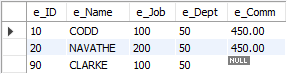 e_ID e_Name e_Job e_Dept e_Comm
10 CODD 100 50 450.00
20 NAVATHE 200 50 450.00
90 CLARKE 100 50 NULL